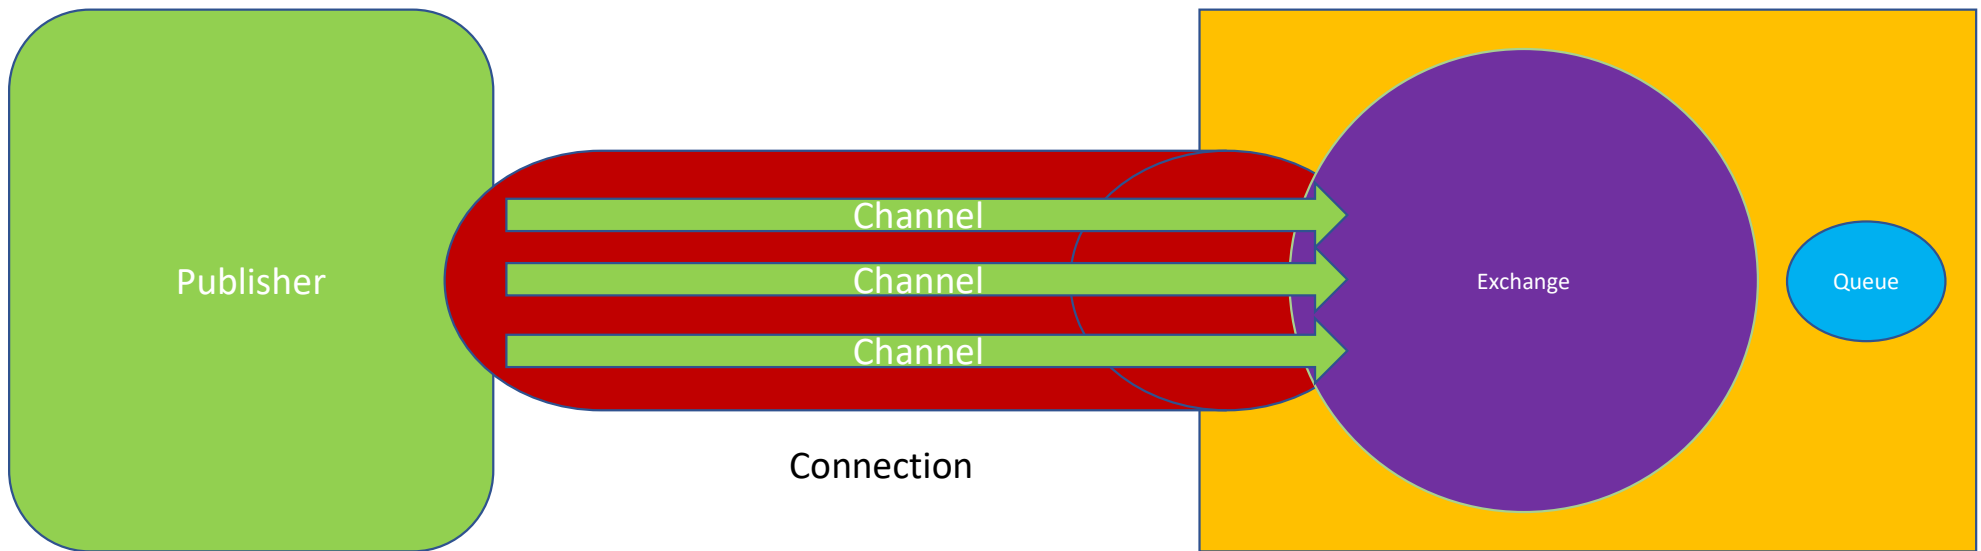 Publisher
Channel
Channel
Channel
Connection
Exchange
Queue